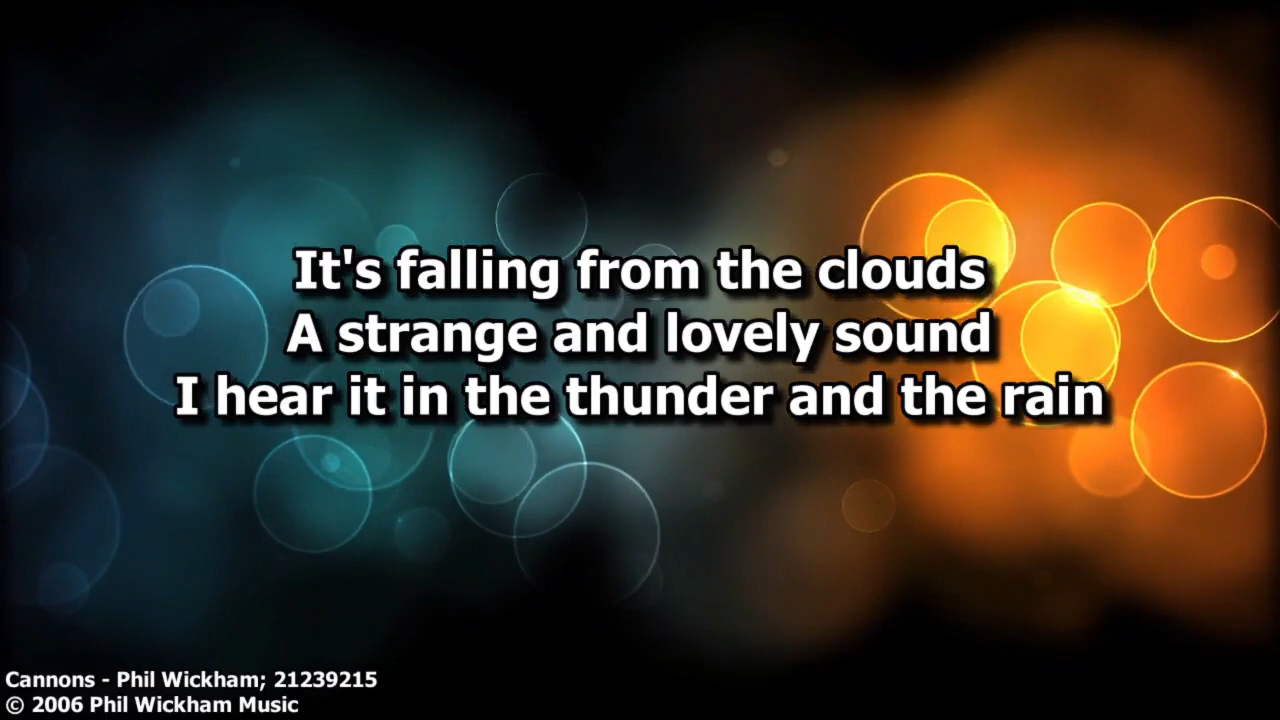 It's falling from the clouds
A strange and lovely sound
I hear it in the thunder and the rain
Cannons - Phil Wickham; 21239215
© 2006 Phil Wickham Music